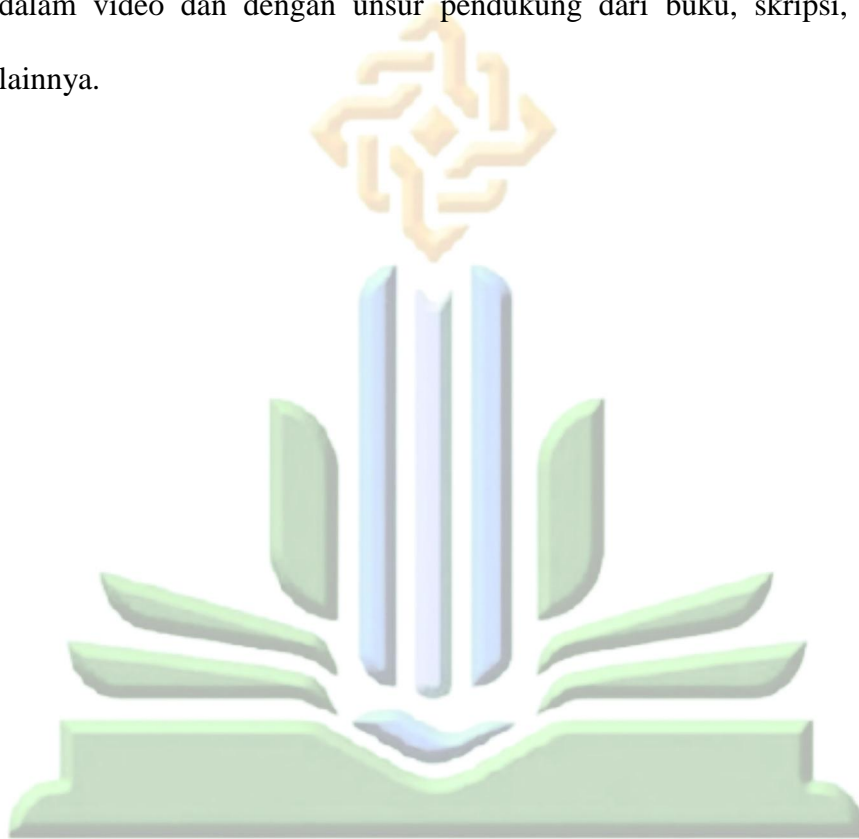 dalam video dan dengan unsur pendukung dari buku, skripsi,
lainnya.